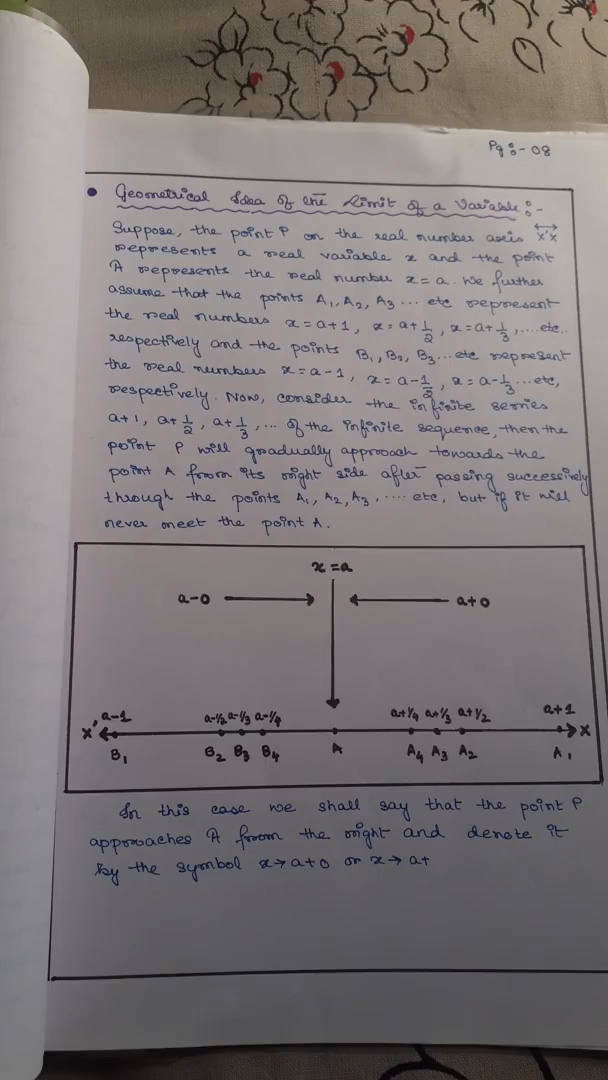 Pg:- 08
• Geometrical Idea of the Limit of a Variable:-
Suppose, the point P on the real number axis x'x
represents a real variable x and the point
A represents the real number x = a. We further
assume that the points A₁, A₂, A₃ ... etc represent
the real numbers x = a+1, x = a+1/2, x = a+1/3, ....etc..
respectively and the points B₁, B₂, B₃ ... etc represent
the real numbers x = a-1, x = a-1/2, x = a-1/3 ... etc,
respectively. Now, consider the infinite series
a+1, a+1/2, a+1/3, ... of the infinite sequence, then the
point P will gradually approach towards the
point A from its right side after passing successively
through the points A₁, A₂, A₃, .... etc, but if it will
never meet the point A.
x = a
a-0 a+0
a-1 a-1/2 a-1/3 a-1/4 a+1/4 a+1/3 a+1/2 a+1
x' x
B₁ B₂ B₃ B₄ A A₄ A₃ A₂ A₁
In this case we shall say that the point P
approaches A from the right and denote it
by the symbol x → a+0 or x → a+